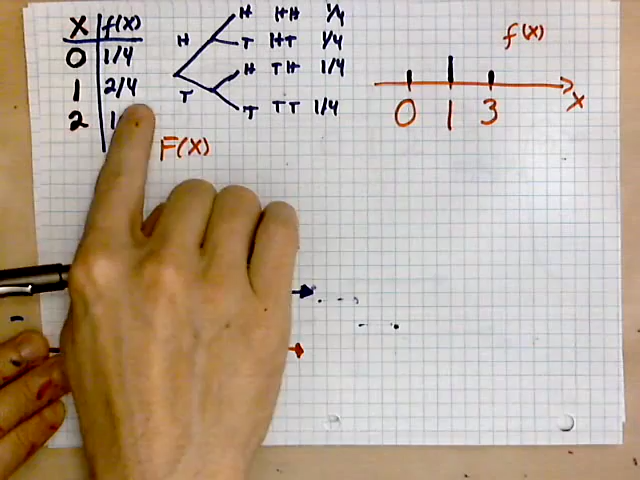 X f(x)
0 1/4
1 2/4
2
H
T
H HH 1/4
T HT 1/4
H TH 1/4
T TT 1/4
F(X)
f(x)
0 1 3
X